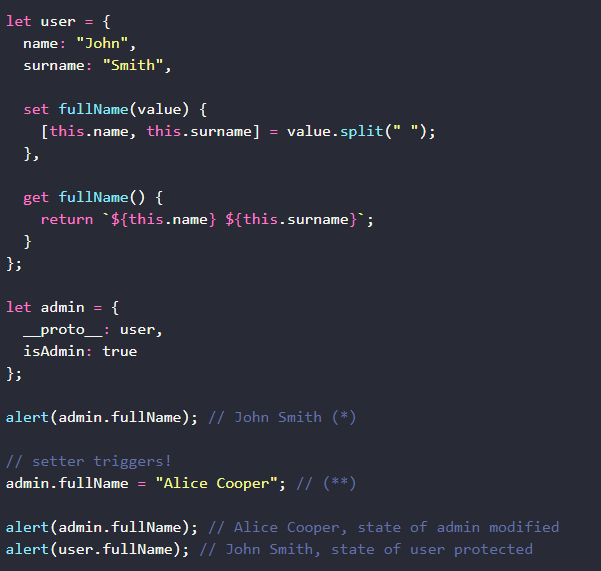 let user = {
  name: "John",
  surname: "Smith",

  set fullName(value) {
    [this.name, this.surname] = value.split(" ");
  },

  get fullName() {
    return `${this.name} ${this.surname}`;
  }
};

let admin = {
  __proto__: user,
  isAdmin: true
};

alert(admin.fullName); // John Smith (*)

// setter triggers!
admin.fullName = "Alice Cooper"; // (**)

alert(admin.fullName); // Alice Cooper, state of admin modified
alert(user.fullName); // John Smith, state of user protected